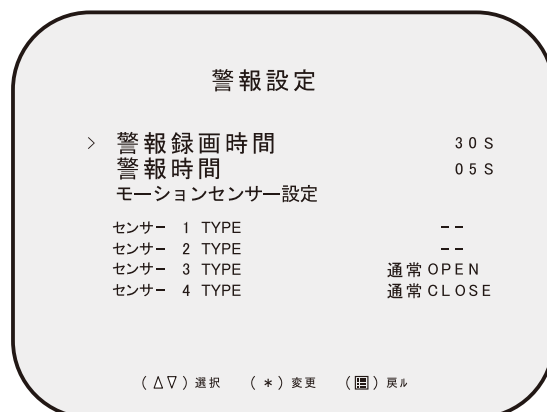 警報設定
> 警報録画時間 30S
警報時間 05S
モーションセンサー設定
センサー 1 TYPE --
センサー 2 TYPE --
センサー 3 TYPE 通常OPEN
センサー 4 TYPE 通常CLOSE
(△▽) 選択 (*) 変更 (▤) 戻ル